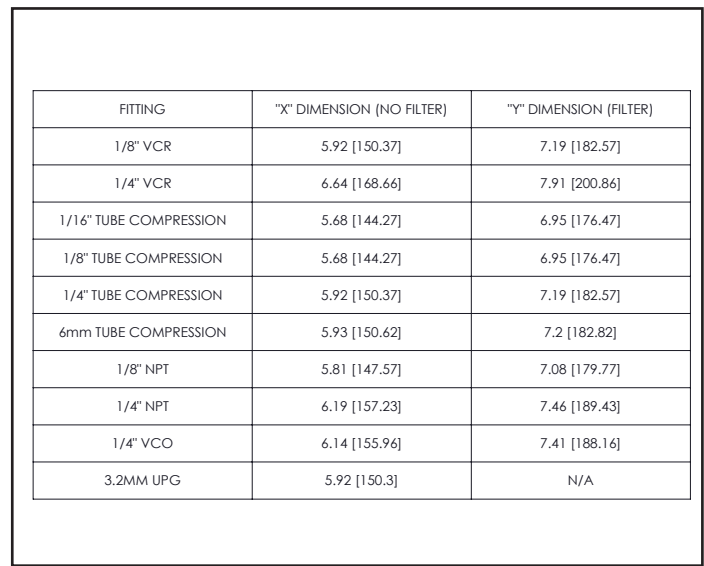 FITTING "X" DIMENSION (NO FILTER) "Y" DIMENSION (FILTER)
1/8" VCR 5.92 [150.37] 7.19 [182.57]
1/4" VCR 6.64 [168.66] 7.91 [200.86]
1/16" TUBE COMPRESSION 5.68 [144.27] 6.95 [176.47]
1/8" TUBE COMPRESSION 5.68 [144.27] 6.95 [176.47]
1/4" TUBE COMPRESSION 5.92 [150.37] 7.19 [182.57]
6mm TUBE COMPRESSION 5.93 [150.62] 7.2 [182.82]
1/8" NPT 5.81 [147.57] 7.08 [179.77]
1/4" NPT 6.19 [157.23] 7.46 [189.43]
1/4" VCO 6.14 [155.96] 7.41 [188.16]
3.2MM UPG 5.92 [150.3] N/A